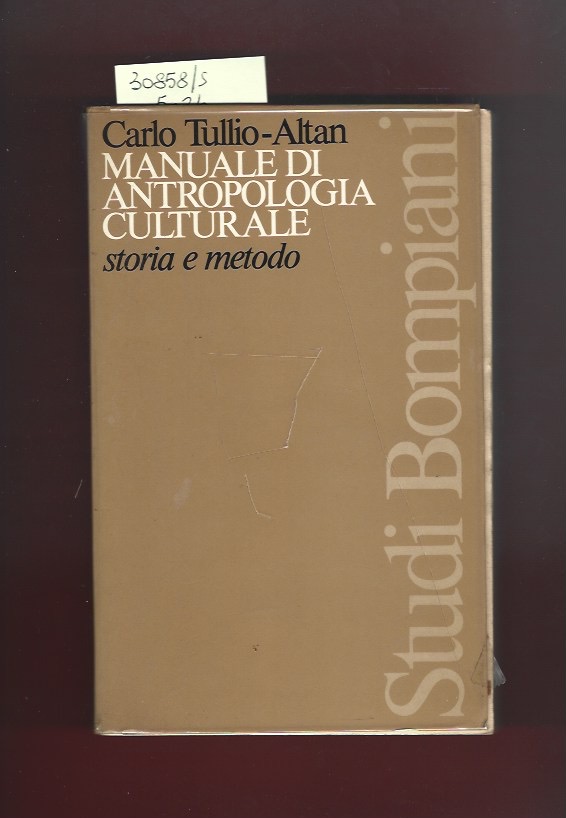 30858/s
Carlo Tullio-Altan
MANUALE DI
ANTROPOLOGIA
CULTURALE
storia e metodo
Studi Bompiani